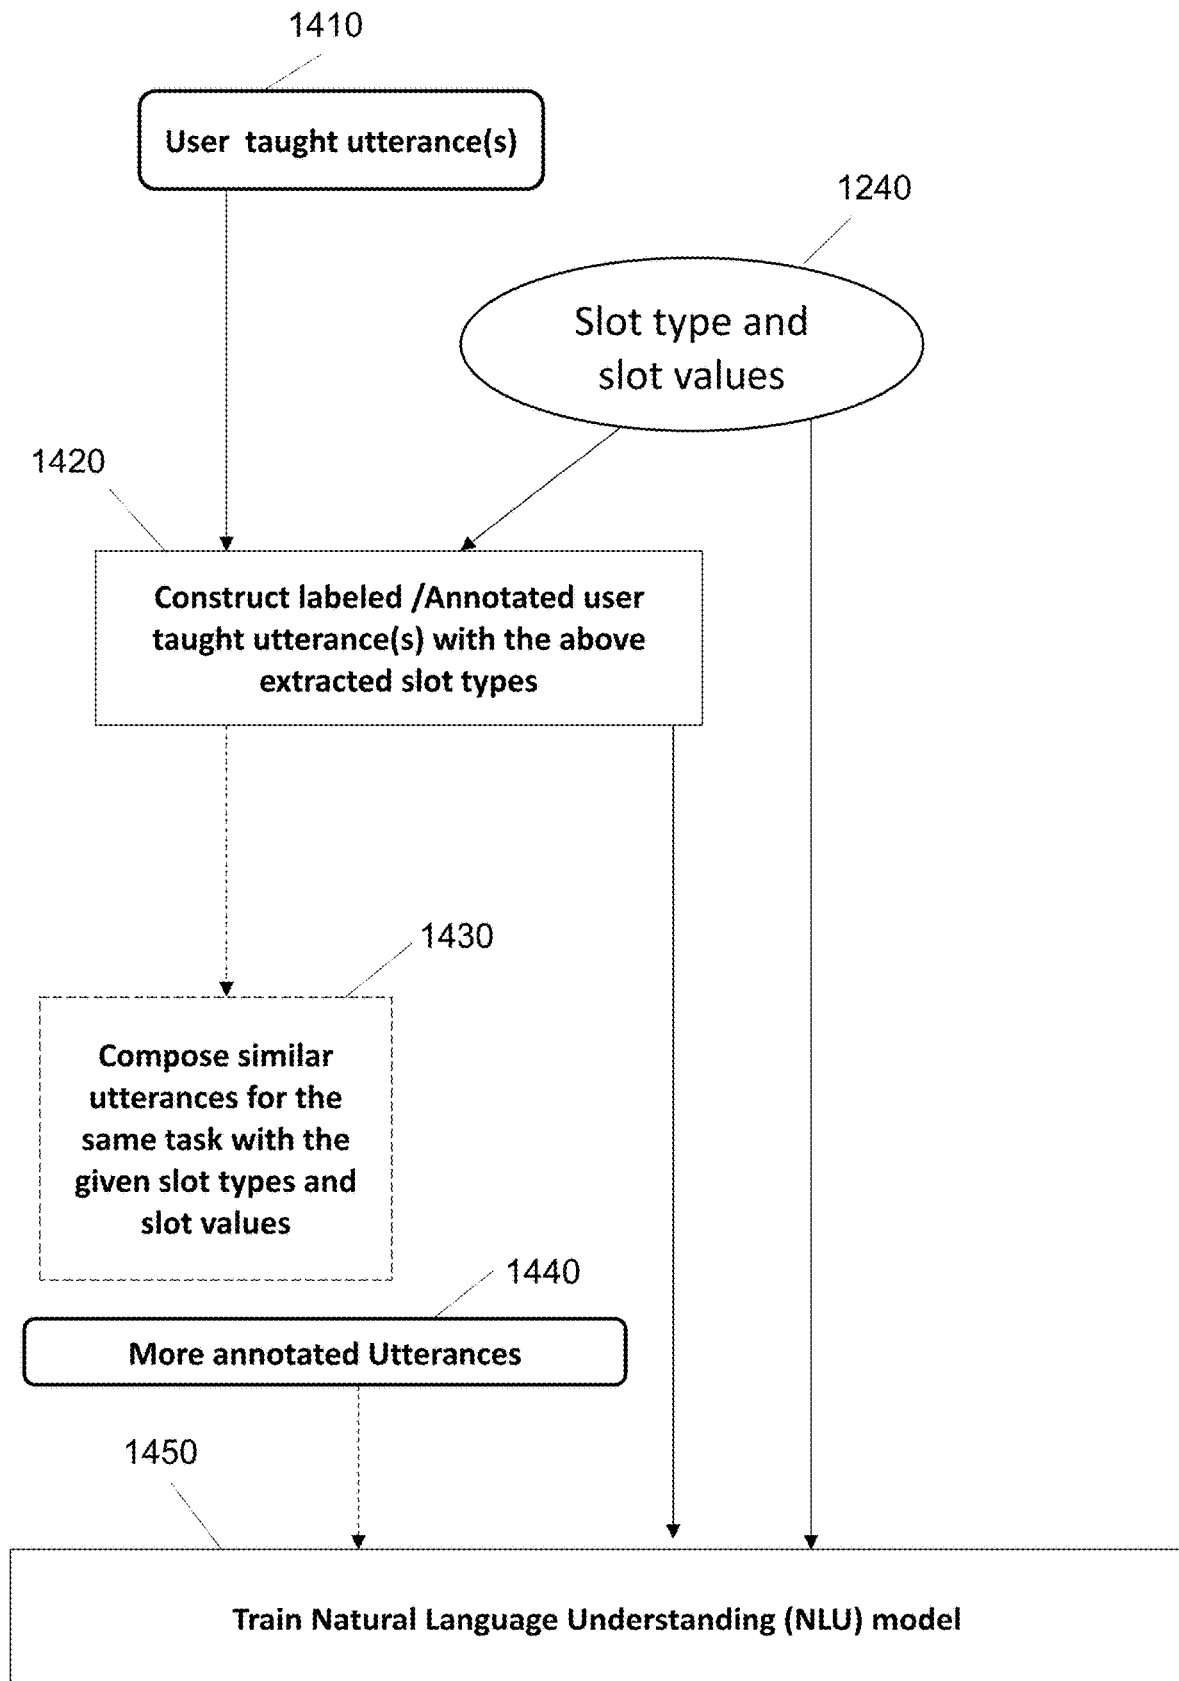 1410
User taught utterance(s)
1240
Slot type and
slot values
1420
Construct labeled /Annotated user
taught utterance(s) with the above
extracted slot types
1430
Compose similar
utterances for the
same task with the
given slot types and
slot values
1440
More annotated Utterances
1450
Train Natural Language Understanding (NLU) model